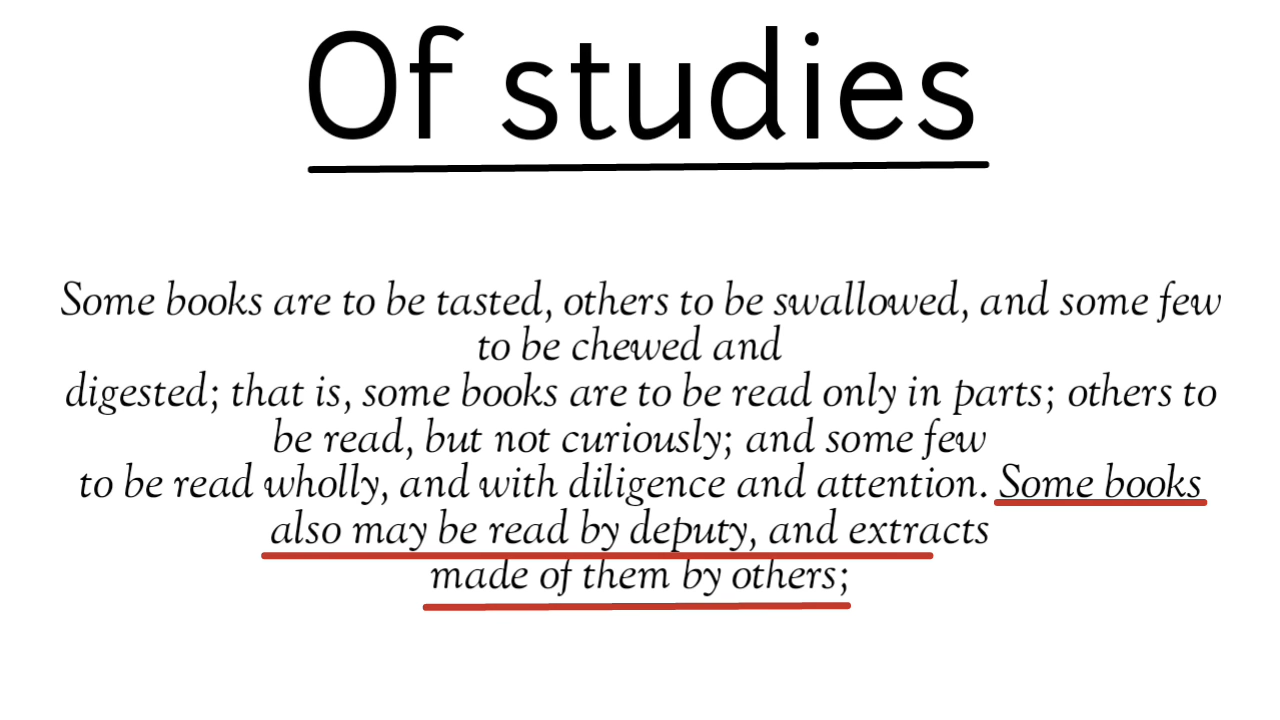 Of studies
Some books are to be tasted, others to be swallowed, and some few
to be chewed and
digested; that is, some books are to be read only in parts; others to
be read, but not curiously; and some few
to be read wholly, and with diligence and attention. Some books
also may be read by deputy, and extracts
made of them by others;